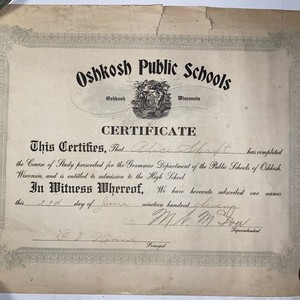 Oshkosh Public Schools
Oshkosh Wisconsin
CERTIFICATE
This Certifies, That has completed
the Course of Study prescribed for the Grammar Department of the Public Schools of Oshkosh,
Wisconsin, and is entitled to admission to the High School.
In Witness Whereof, We have hereunto subscribed our names
this 23d day of June nineteen hundred eleven
Superintendent
Principal